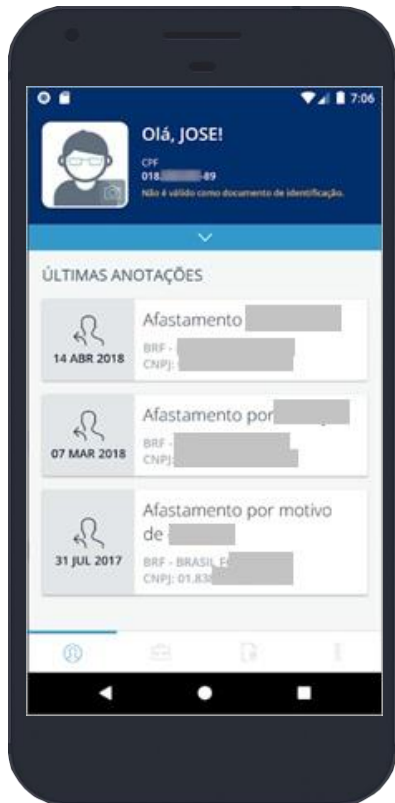 7:06
Olá, JOSE!
CPF
018. -89
Não é válido como documento de identificação.
ÚLTIMAS ANOTAÇÕES
Afastamento
BRF -
CNPJ:
14 ABR 2018
Afastamento por
BRF -
CNPJ:
07 MAR 2018
Afastamento por motivo
de
BRF - BRASIL F
CNPJ: 01.838
31 JUL 2017